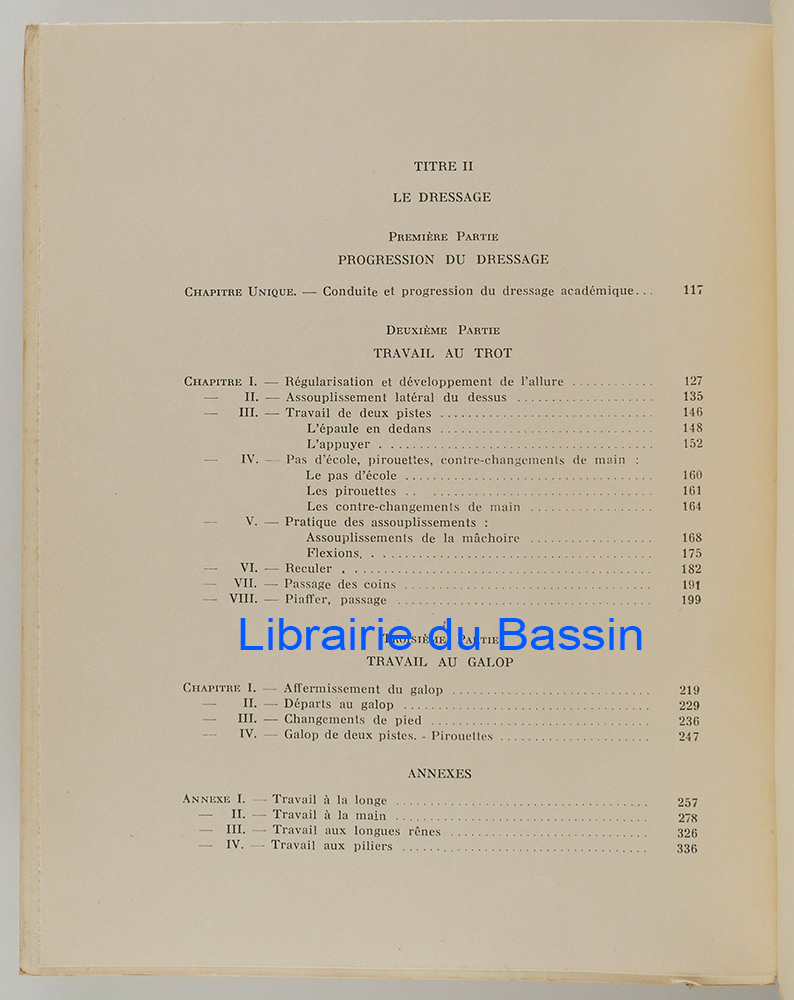 TITRE II
LE DRESSAGE
Première Partie
PROGRESSION DU DRESSAGE
Chapitre Unique. — Conduite et progression du dressage académique... 117
Deuxième Partie
TRAVAIL AU TROT
Chapitre I. — Régularisation et développement de l'allure ............ 127
— II. — Assouplissement latéral du dessus .................... 135
— III. — Travail de deux pistes ............................... 146
L'épaule en dedans ............................... 148
L'appuyer ........................................ 152
— IV. — Pas d'école, pirouettes, contre-changements de main :
Le pas d'école .................................... 160
Les pirouettes .. ................................ 161
Les contre-changements de main .................. 164
— V. — Pratique des assouplissements :
Assouplissements de la mâchoire .................. 168
Flexions. ......................................... 175
— VI. — Reculer ............................................. 182
— VII. — Passage des coins .................................... 191
— VIII. — Piaffer, passage ..................................... 199
Librairie du Bassin
Troisième Partie
TRAVAIL AU GALOP
Chapitre I. — Affermissement du galop ............................. 219
— II. — Départs au galop .................................... 229
— III. — Changements de pied ................................ 236
— IV. — Galop de deux pistes. - Pirouettes ...................... 247
ANNEXES
Annexe I. — Travail à la longe ..................................... 257
— II. — Travail à la main ..................................... 278
— III. — Travail aux longues rênes ............................. 326
— IV. — Travail aux piliers .................................... 336